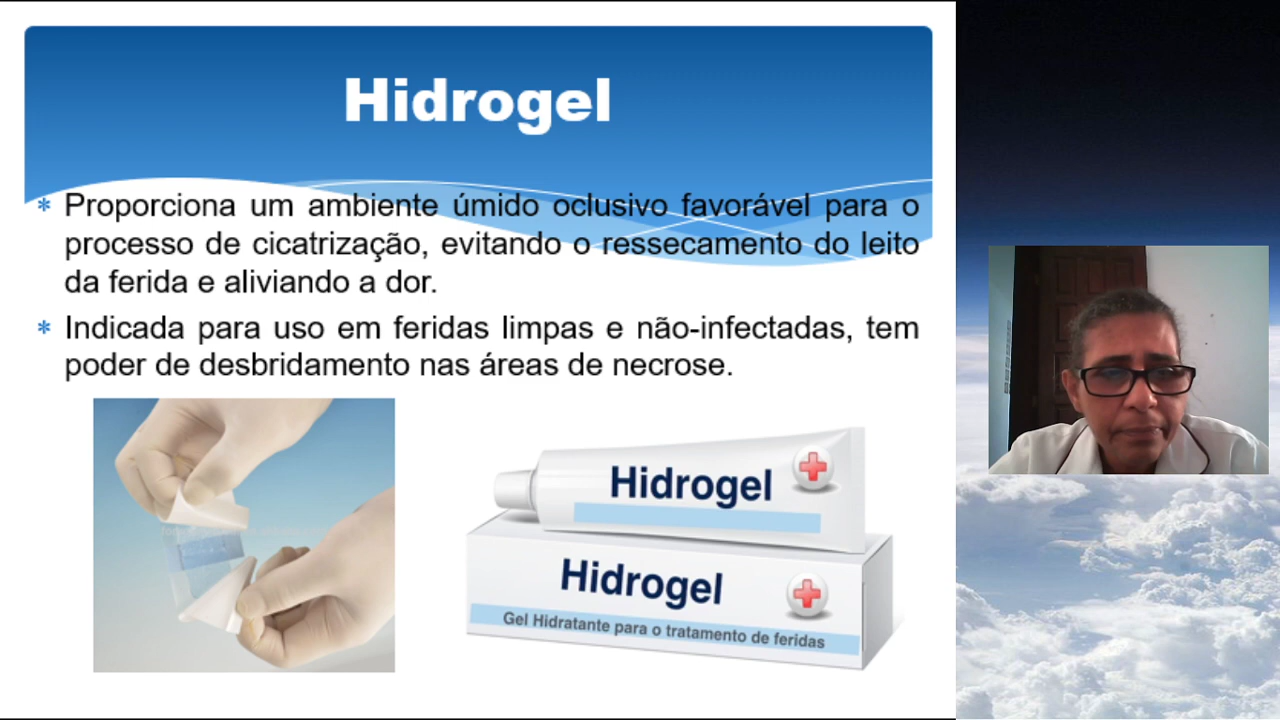 Hidrogel
* Proporciona um ambiente úmido oclusivo favorável para o
processo de cicatrização, evitando o ressecamento do leito
da ferida e aliviando a dor.
* Indicada para uso em feridas limpas e não-infectadas, tem
poder de desbridamento nas áreas de necrose.
Hidrogel
Hidrogel
Gel Hidratante para o tratamento de feridas